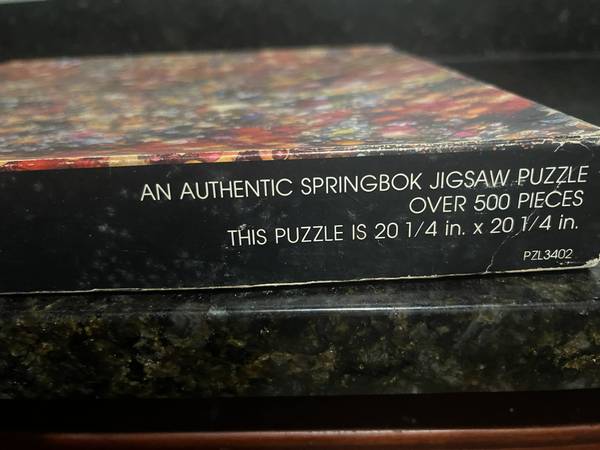 AN AUTHENTIC SPRINGBOK JIGSAW PUZZLE
OVER 500 PIECES
THIS PUZZLE IS 20 1/4 in. x 20 1/4 in.
PZL3402